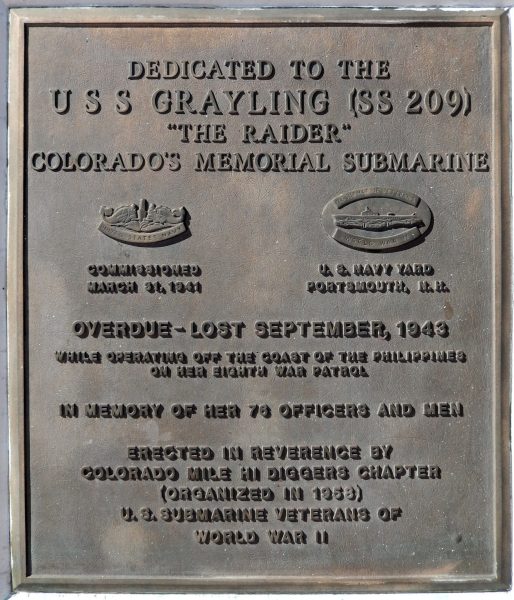 DEDICATED TO THE
U S S GRAYLING (SS 209)
"THE RAIDER"
COLORADO'S MEMORIAL SUBMARINE
COMMISSIONED
MARCH 31, 1941
U. S. NAVY YARD
PORTSMOUTH, N.H.
OVERDUE-LOST SEPTEMBER, 1943
WHILE OPERATING OFF THE COAST OF THE PHILIPPINES
ON HER EIGHTH WAR PATROL
IN MEMORY OF HER 76 OFFICERS AND MEN
ERECTED IN REVERENCE BY
COLORADO MILE HI DIGGERS CHAPTER
(ORGANIZED IN 1958)
U.S. SUBMARINE VETERANS OF
WORLD WAR II